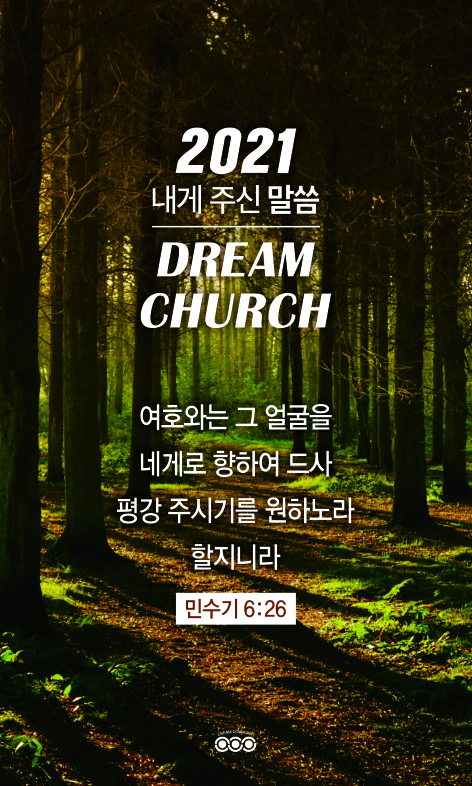 2021
내게 주신 말씀
DREAM
CHURCH
여호와는 그 얼굴을
네게로 향하여 드사
평강 주시기를 원하노라
할지니라
민수기 6:26